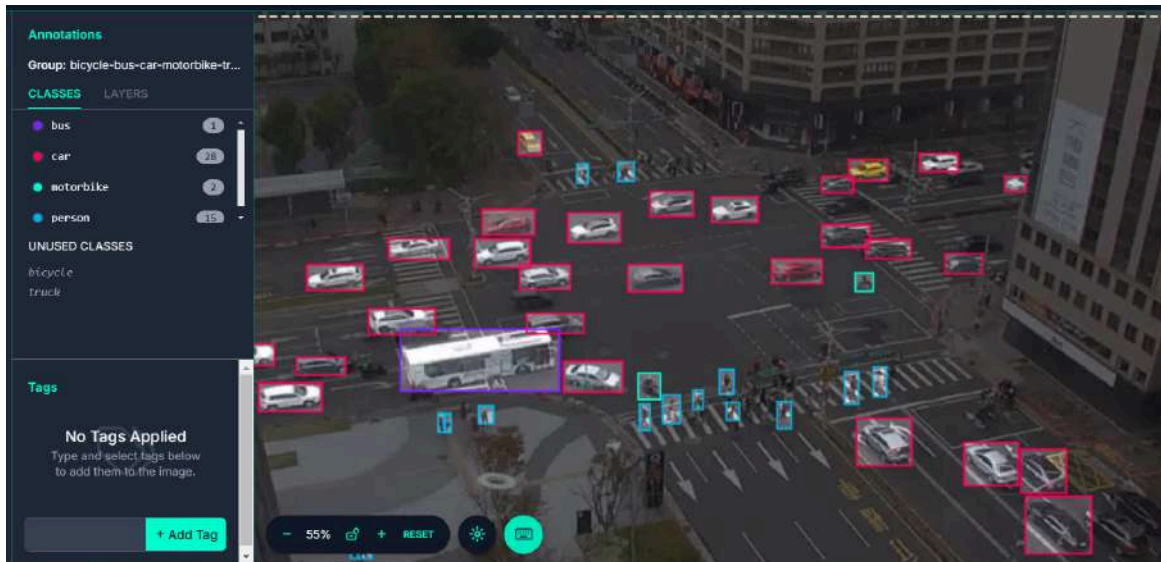 Annotations
Group: bicycle-bus-car-motorbike-tr...
CLASSES LAYERS
bus 1
car 28
motorbike 2
person 15
UNUSED CLASSES
bicycle
truck
Tags
No Tags Applied
Type and select tags below
to add them to the image.
+ Add Tag
− 55% + RESET